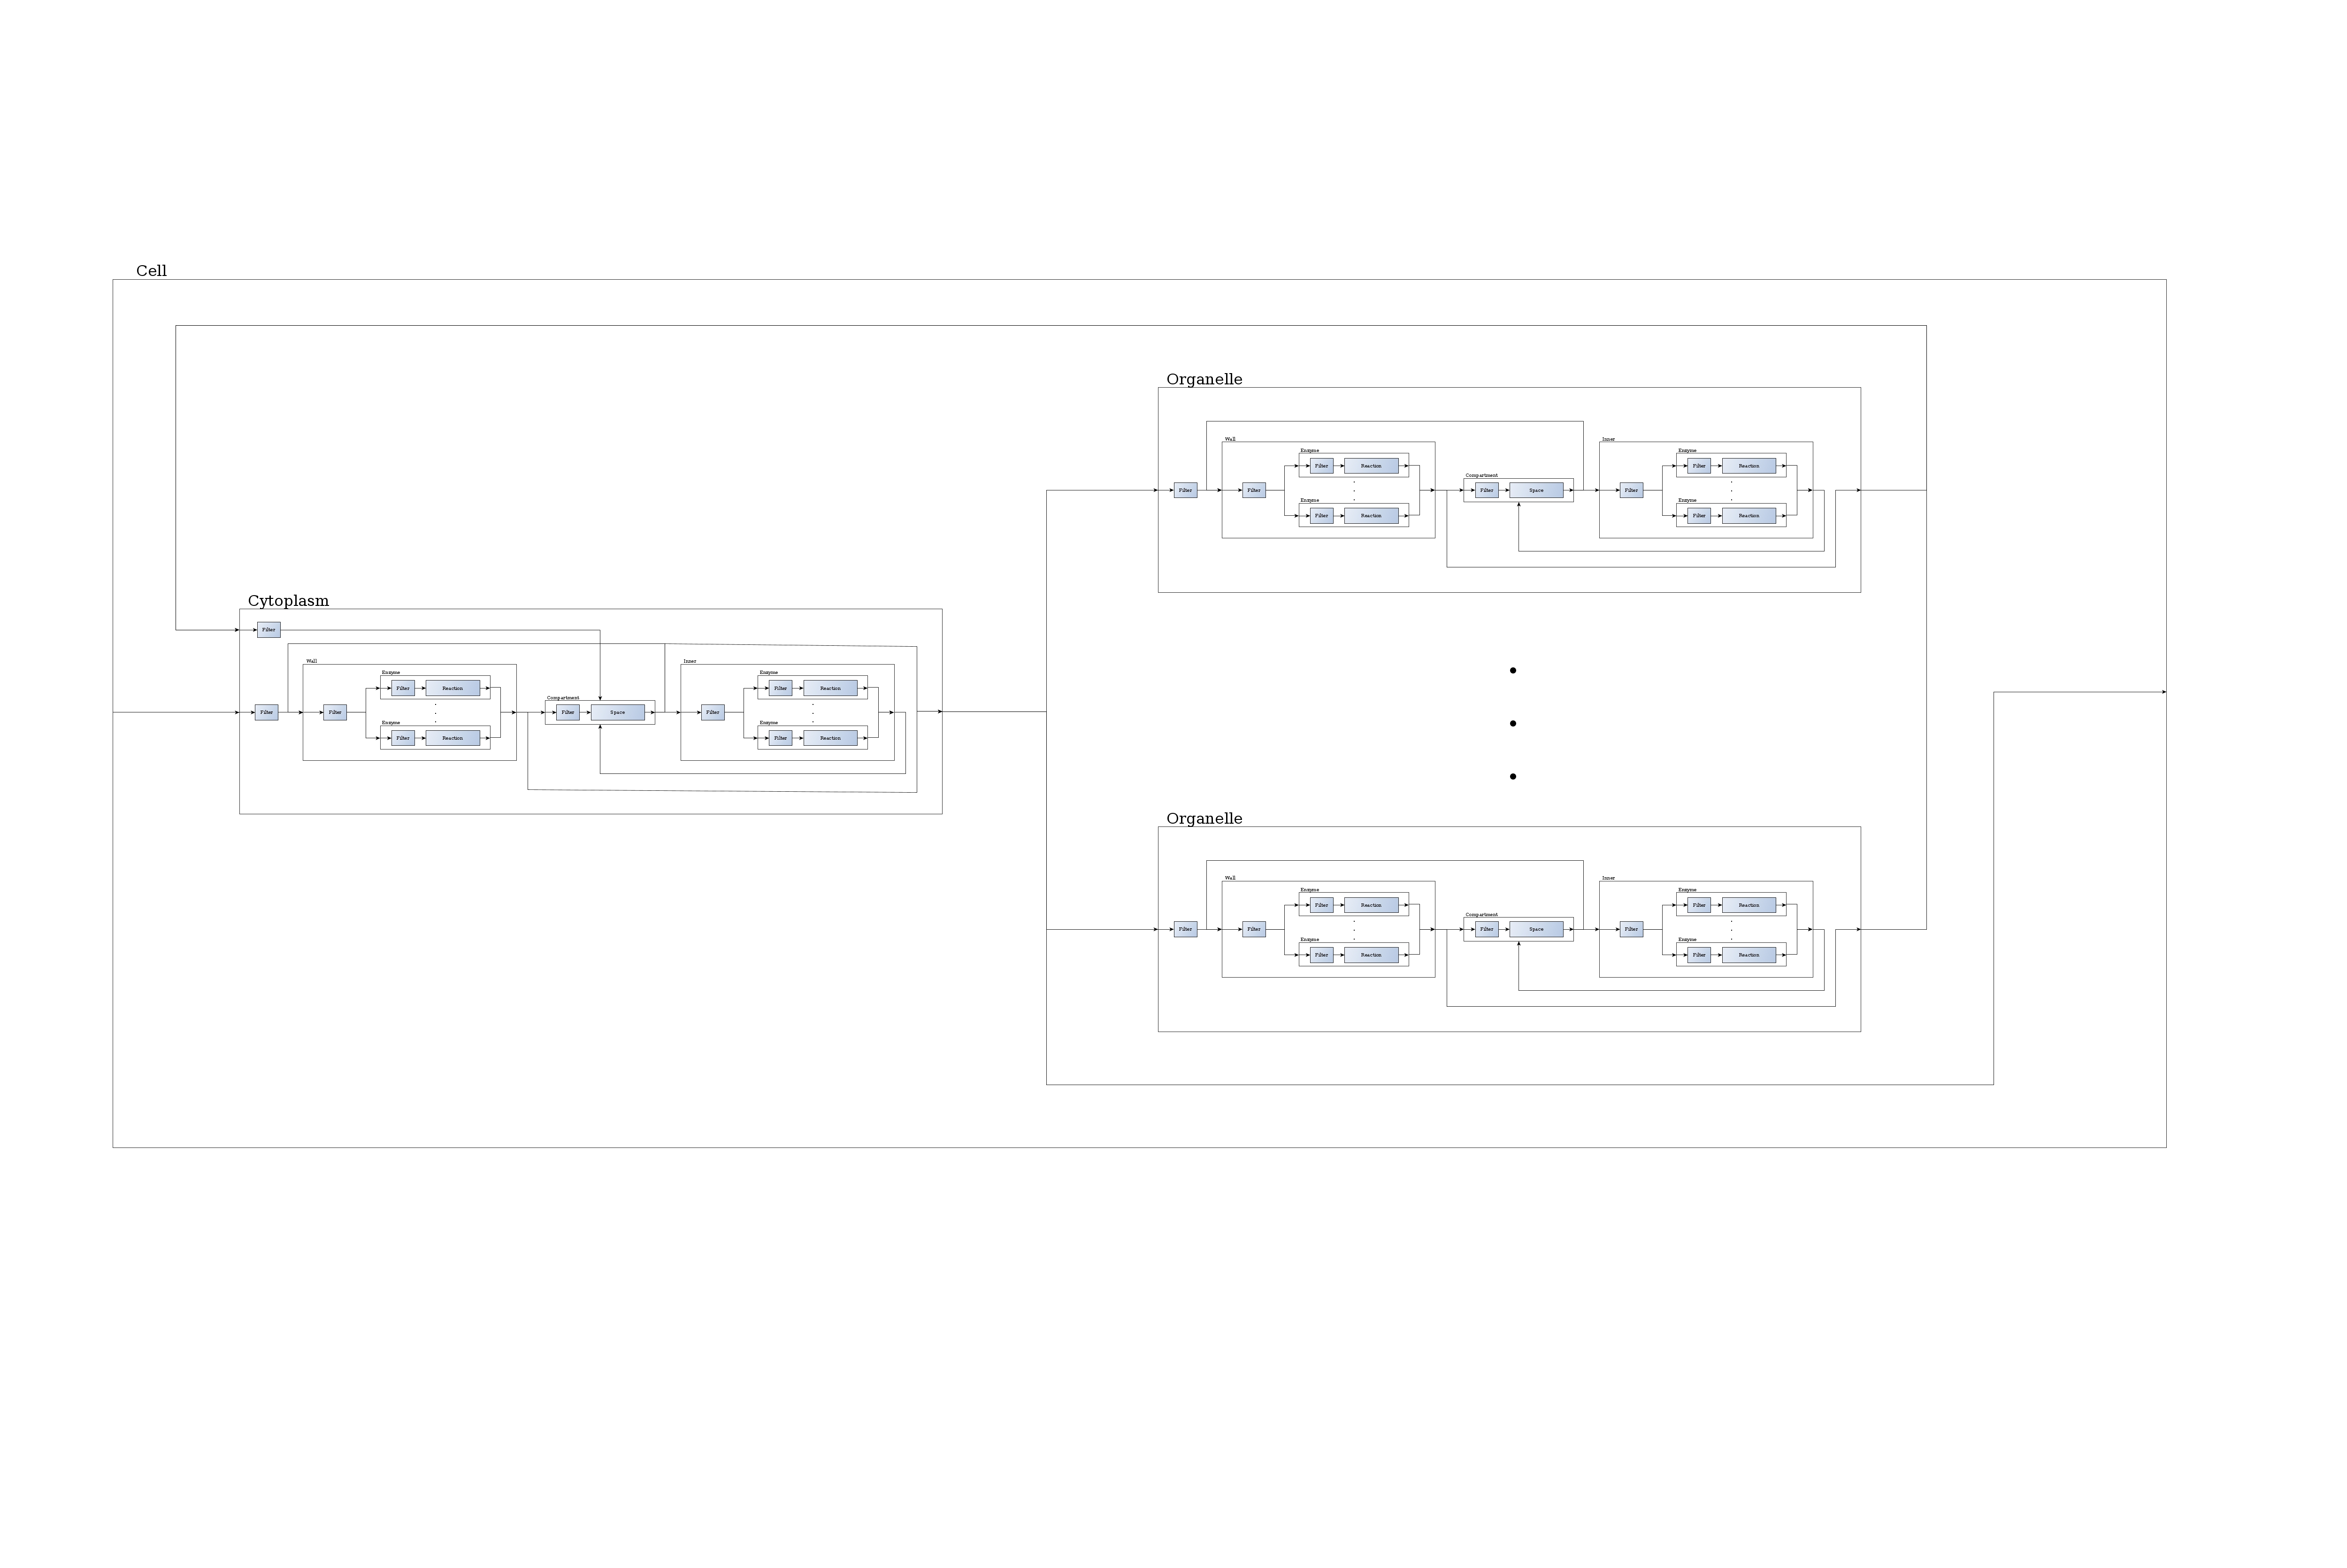 Cell
Organelle
Wall
Inner
Enzyme
Enzyme
Filter Reaction
Filter Reaction
Compartment
Filter
Filter
Filter Space
Filter
Enzyme
Enzyme
Filter Reaction
Filter Reaction
Cytoplasm
Filter
Wall
Inner
Enzyme
Enzyme
Filter Reaction
Filter Reaction
Compartment
Filter
Filter
Filter Space
Filter
Enzyme
Enzyme
Filter Reaction
Filter Reaction
Organelle
Wall
Inner
Enzyme
Enzyme
Filter Reaction
Filter Reaction
Compartment
Filter
Filter
Filter Space
Filter
Enzyme
Enzyme
Filter Reaction
Filter Reaction